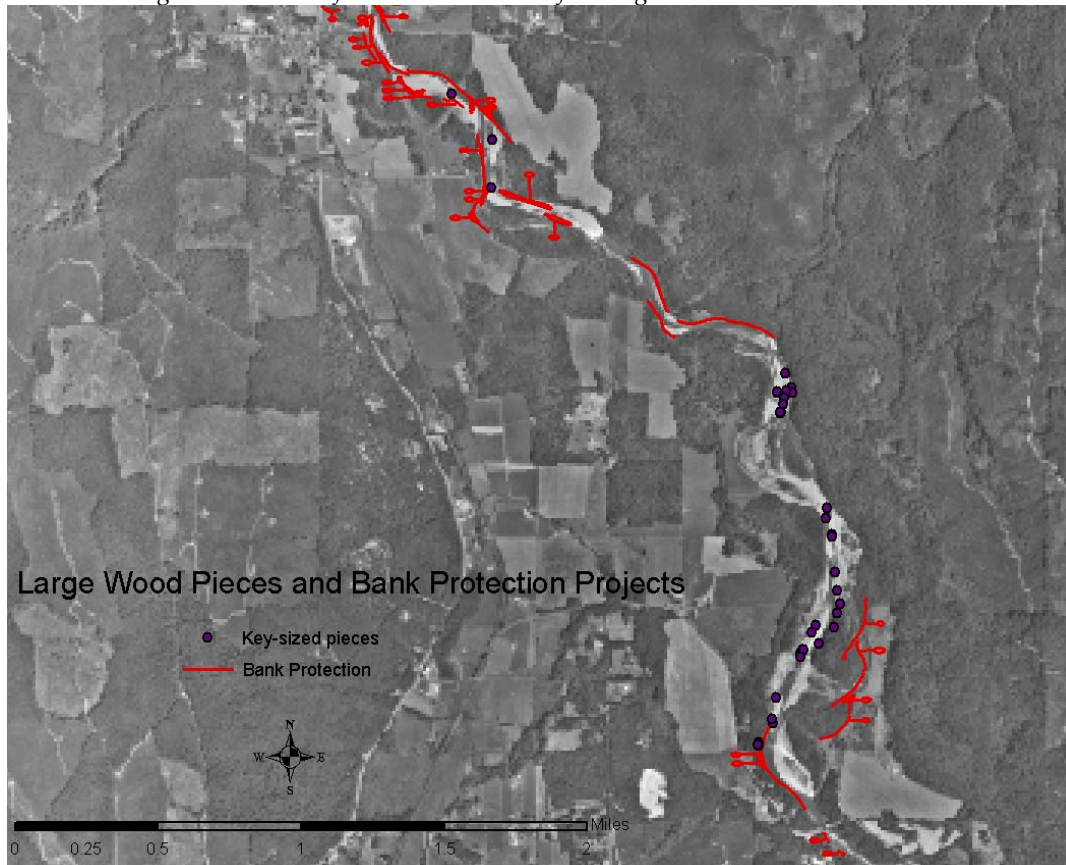 Large Wood Pieces and Bank Protection Projects
Key-sized pieces
Bank Protection
N
W E
S
Miles
0 0.25 0.5 1 1.5 2